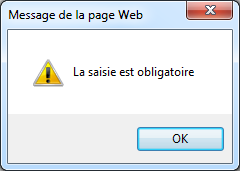 Message de la page Web
La saisie est obligatoire
OK